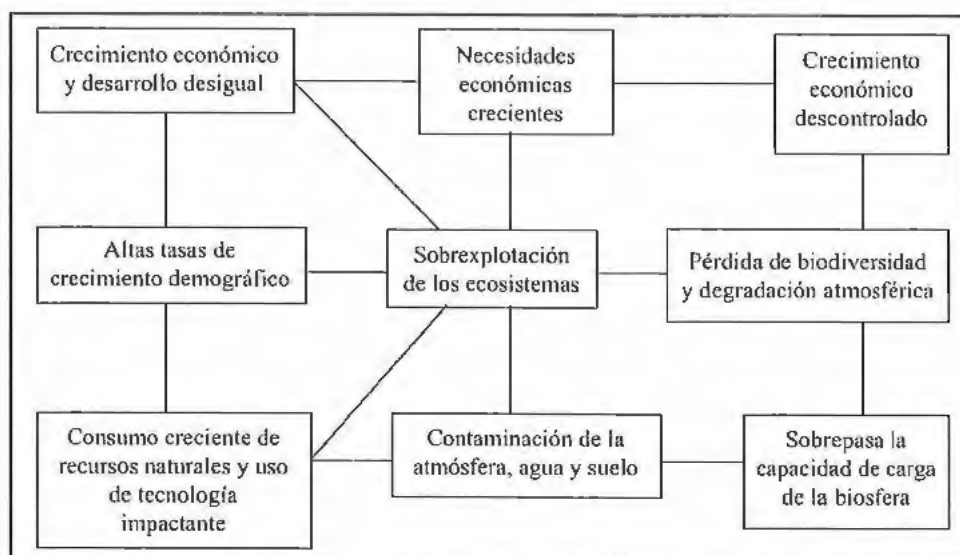 Crecimiento económico
y desarrollo desigual
Necesidades
económicas
crecientes
Crecimiento
económico
descontrolado
Altas tasas de
crecimiento demográfico
Sobrexplotación
de los ecosistemas
Pérdida de biodiversidad
y degradación atmosférica
Consumo creciente de
recursos naturales y uso
de tecnología
impactante
Contaminación de la
atmósfera, agua y suelo
Sobrepasa la
capacidad de carga
de la biosfera